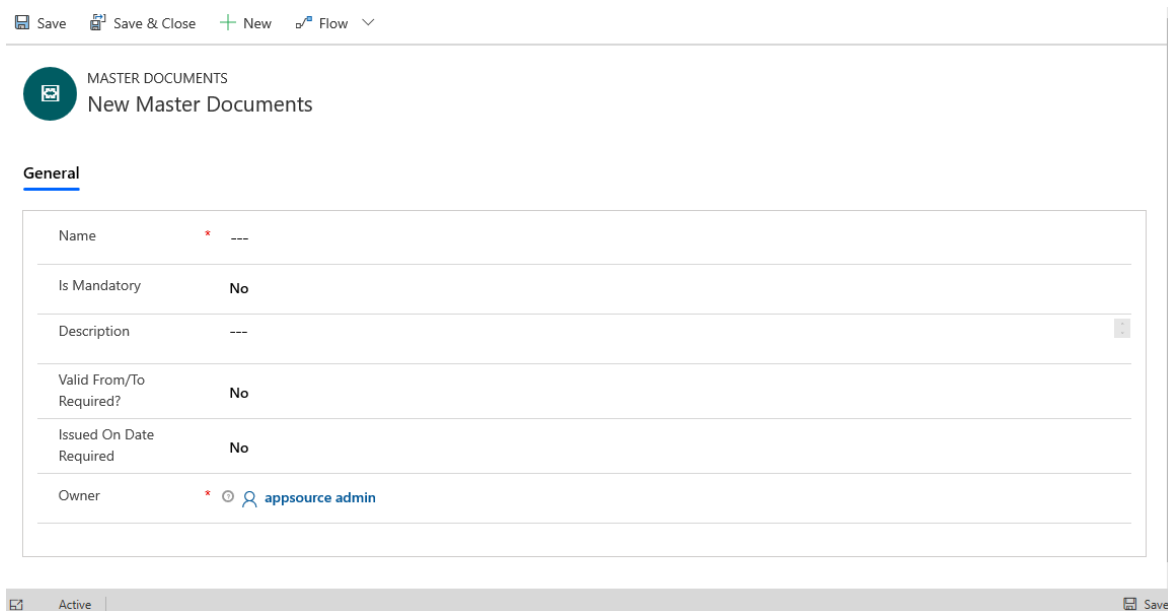 Save Save & Close New Flow
MASTER DOCUMENTS
New Master Documents
General
Name * ---
Is Mandatory No
Description ---
Valid From/To
Required?
No
Issued On Date
Required
No
Owner * appsource admin
Active Save